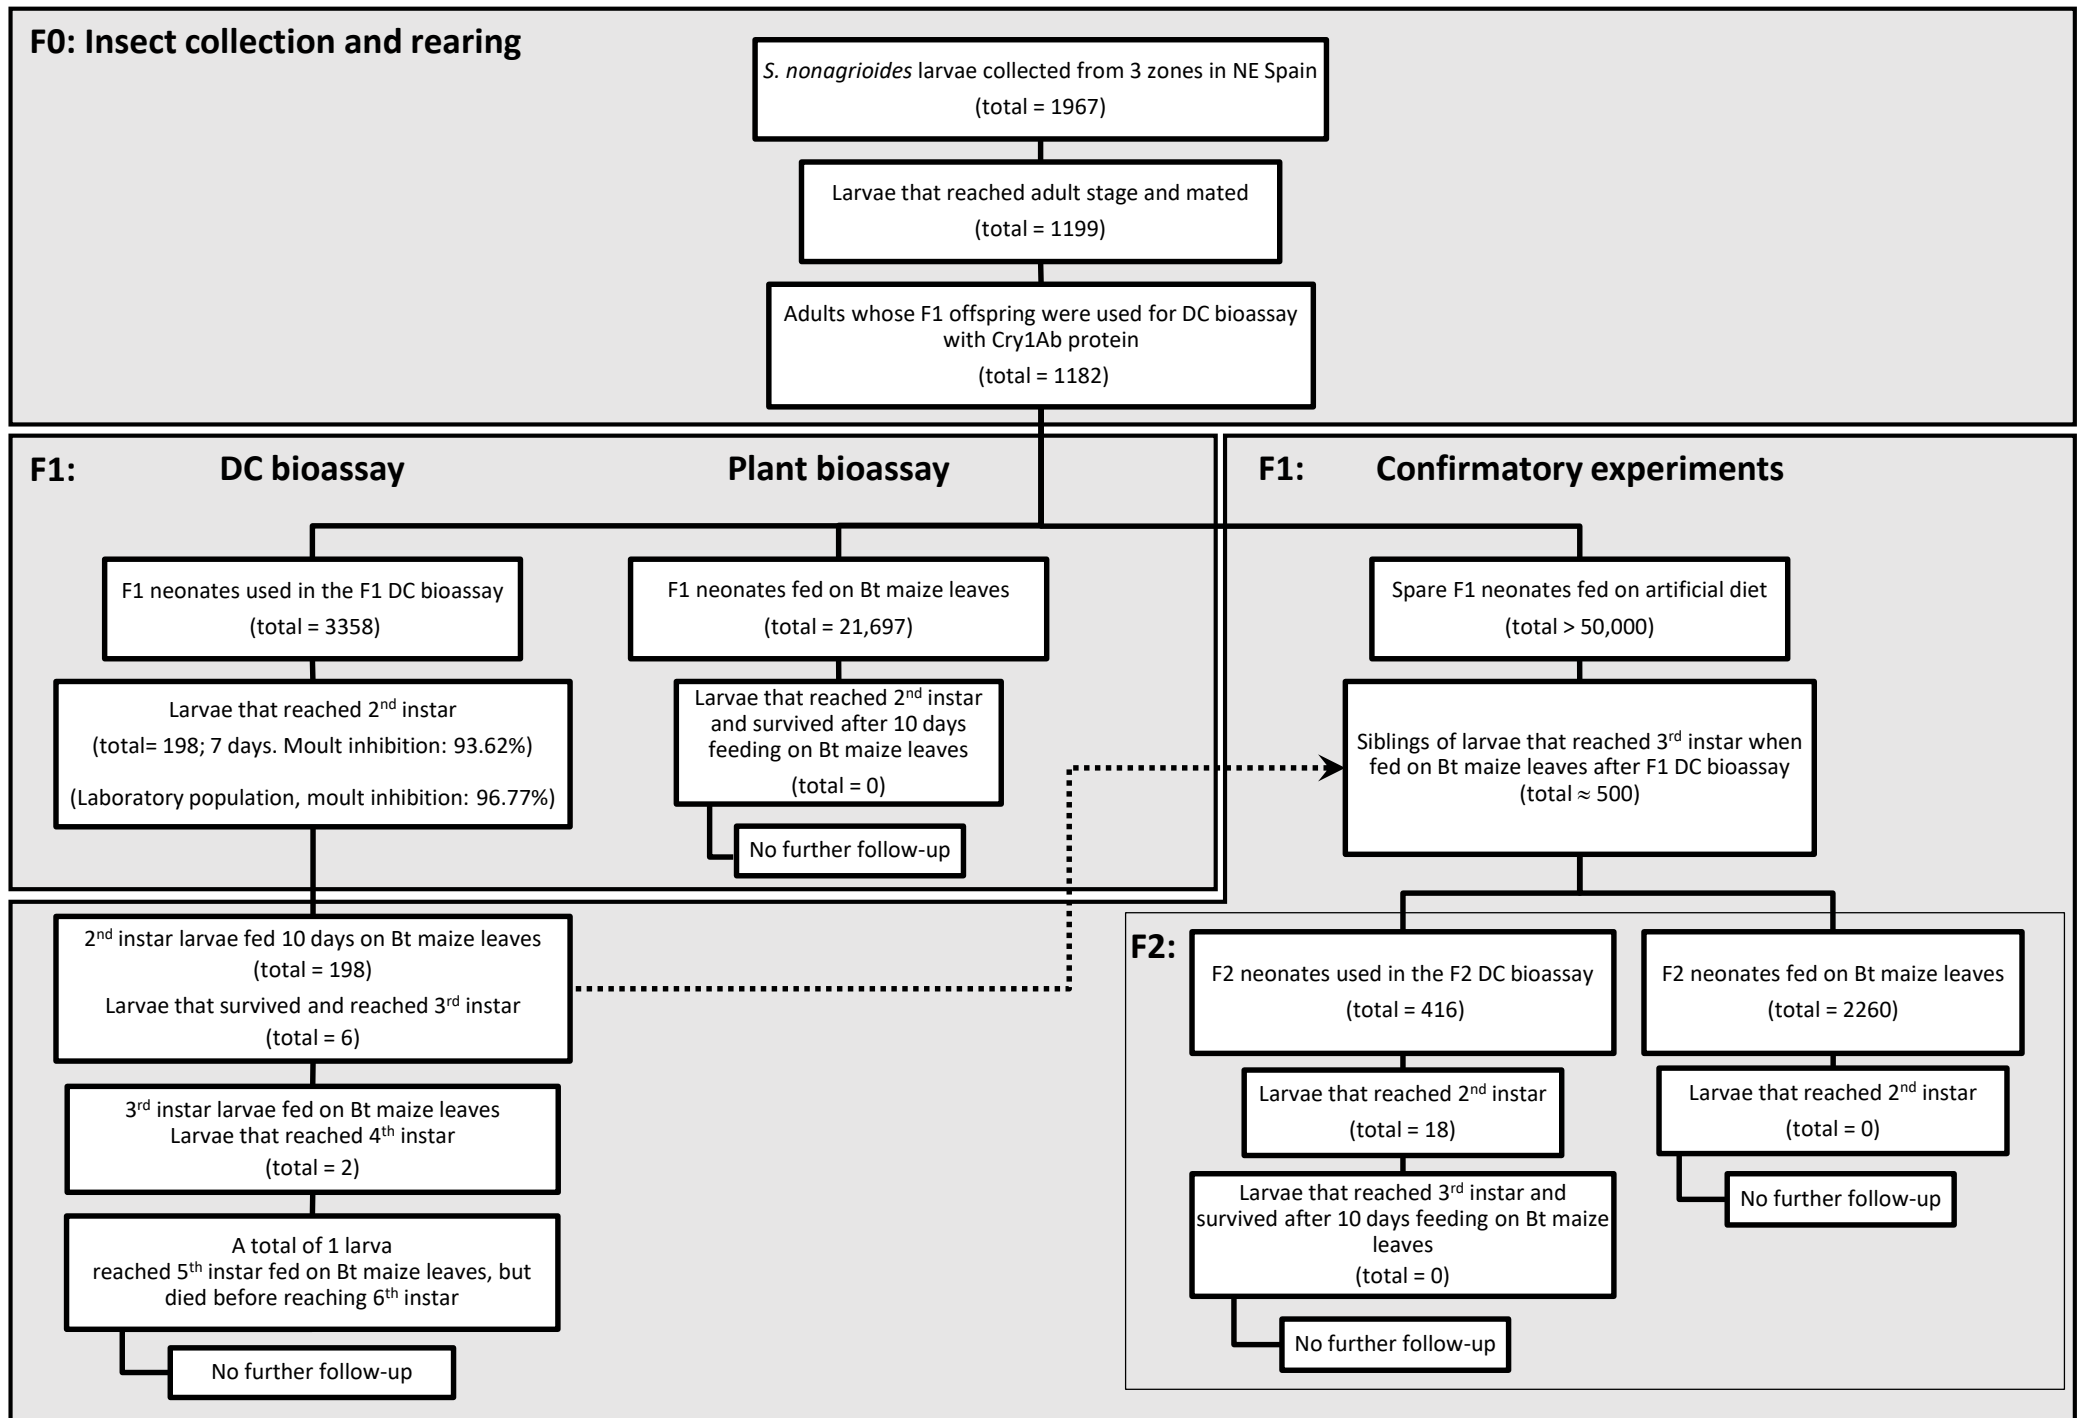 F0: Insect collection and rearing
S. nonagrioides larvae collected from 3 zones in NE Spain
(total = 1967)
Larvae that reached adult stage and mated
(total = 1199)
Adults whose F1 offspring were used for DC bioassay
with Cry1Ab protein
(total = 1182)
F1: DC bioassay Plant bioassay
F1 neonates used in the F1 DC bioassay
(total = 3358)
Larvae that reached 2nd instar
(total= 198; 7 days. Moult inhibition: 93.62%)
(Laboratory population, moult inhibition: 96.77%)
F1 neonates fed on Bt maize leaves
(total = 21,697)
Larvae that reached 2nd instar
and survived after 10 days
feeding on Bt maize leaves
(total = 0)
No further follow-up
F1: Confirmatory experiments
Spare F1 neonates fed on artificial diet
(total > 50,000)
Siblings of larvae that reached 3rd instar when
fed on Bt maize leaves after F1 DC bioassay
(total ≈ 500)
2nd instar larvae fed 10 days on Bt maize leaves
(total = 198)
Larvae that survived and reached 3rd instar
(total = 6)
3rd instar larvae fed on Bt maize leaves
Larvae that reached 4th instar
(total = 2)
A total of 1 larva
reached 5th instar fed on Bt maize leaves, but
died before reaching 6th instar
No further follow-up
F2:
F2 neonates used in the F2 DC bioassay
(total = 416)
Larvae that reached 2nd instar
(total = 18)
Larvae that reached 3rd instar and
survived after 10 days feeding on Bt maize
leaves
(total = 0)
No further follow-up
F2 neonates fed on Bt maize leaves
(total = 2260)
Larvae that reached 2nd instar
(total = 0)
No further follow-up